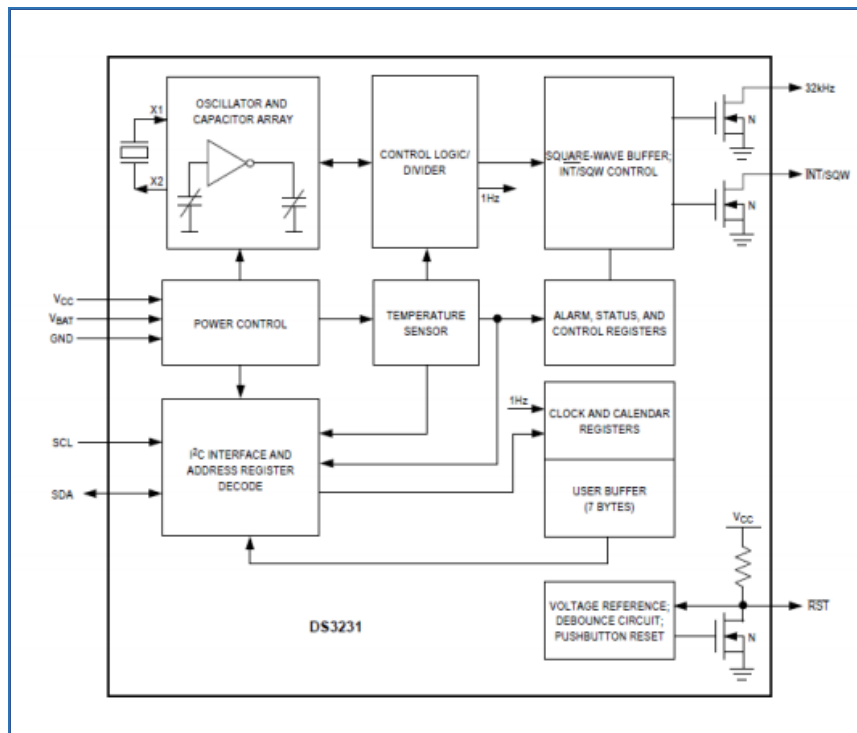 X1
X2
OSCILLATOR AND
CAPACITOR ARRAY
CONTROL LOGIC/
DIVIDER
1Hz
SQUARE-WAVE BUFFER;
INT/SQW CONTROL
N
32kHz
N
INT/SQW
VCC
VBAT
GND
POWER CONTROL
TEMPERATURE
SENSOR
ALARM, STATUS, AND
CONTROL REGISTERS
SCL
SDA
I2C INTERFACE AND
ADDRESS REGISTER
DECODE
1Hz
CLOCK AND CALENDAR
REGISTERS
USER BUFFER
(7 BYTES)
VCC
VOLTAGE REFERENCE;
DEBOUNCE CIRCUIT;
PUSHBUTTON RESET
N
RST
DS3231